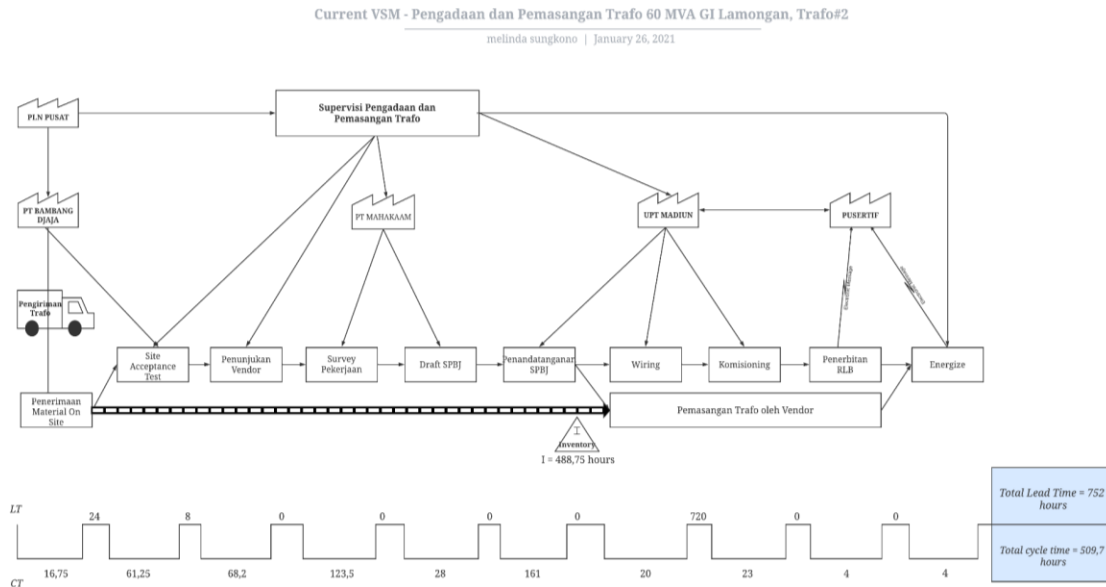 Current VSM - Pengadaan dan Pemasangan Trafo 60 MVA GI Lamongan, Trafo#2
melinda sungkono | January 26, 2021
PLN PUSAT
Supervisi Pengadaan dan
Pemasangan Trafo
PT BAMBANG
DJAJA
PT MAHAKAAM
UPT MADIUN
PUSERTIF
Pengiriman
Trafo
Site
Acceptance
Test
Penunjukan
Vendor
Survey
Pekerjaan
Draft SPBJ
Penandatanganan
SPBJ
Wiring
Komisioning
Penerbitan
RLB
Energize
Penerimaan
Material On
Site
Pemasangan Trafo oleh Vendor
I
Inventory
I = 488,75 hours
LT
24
8
0
0
0
0
720
0
0
Total Lead Time = 752
hours
16,75
61,25
68,2
123,5
28
161
20
23
4
4
Total cycle time = 509,7
hours
CT